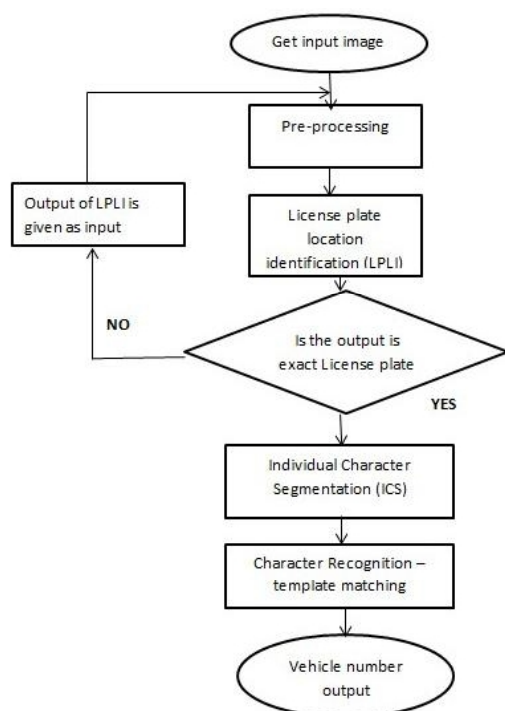 Get input image
Pre-processing
Output of LPLI is
given as input
License plate
location
identification (LPLI)
NO
Is the output is
exact License plate
YES
Individual Character
Segmentation (ICS)
Character Recognition –
template matching
Vehicle number
output